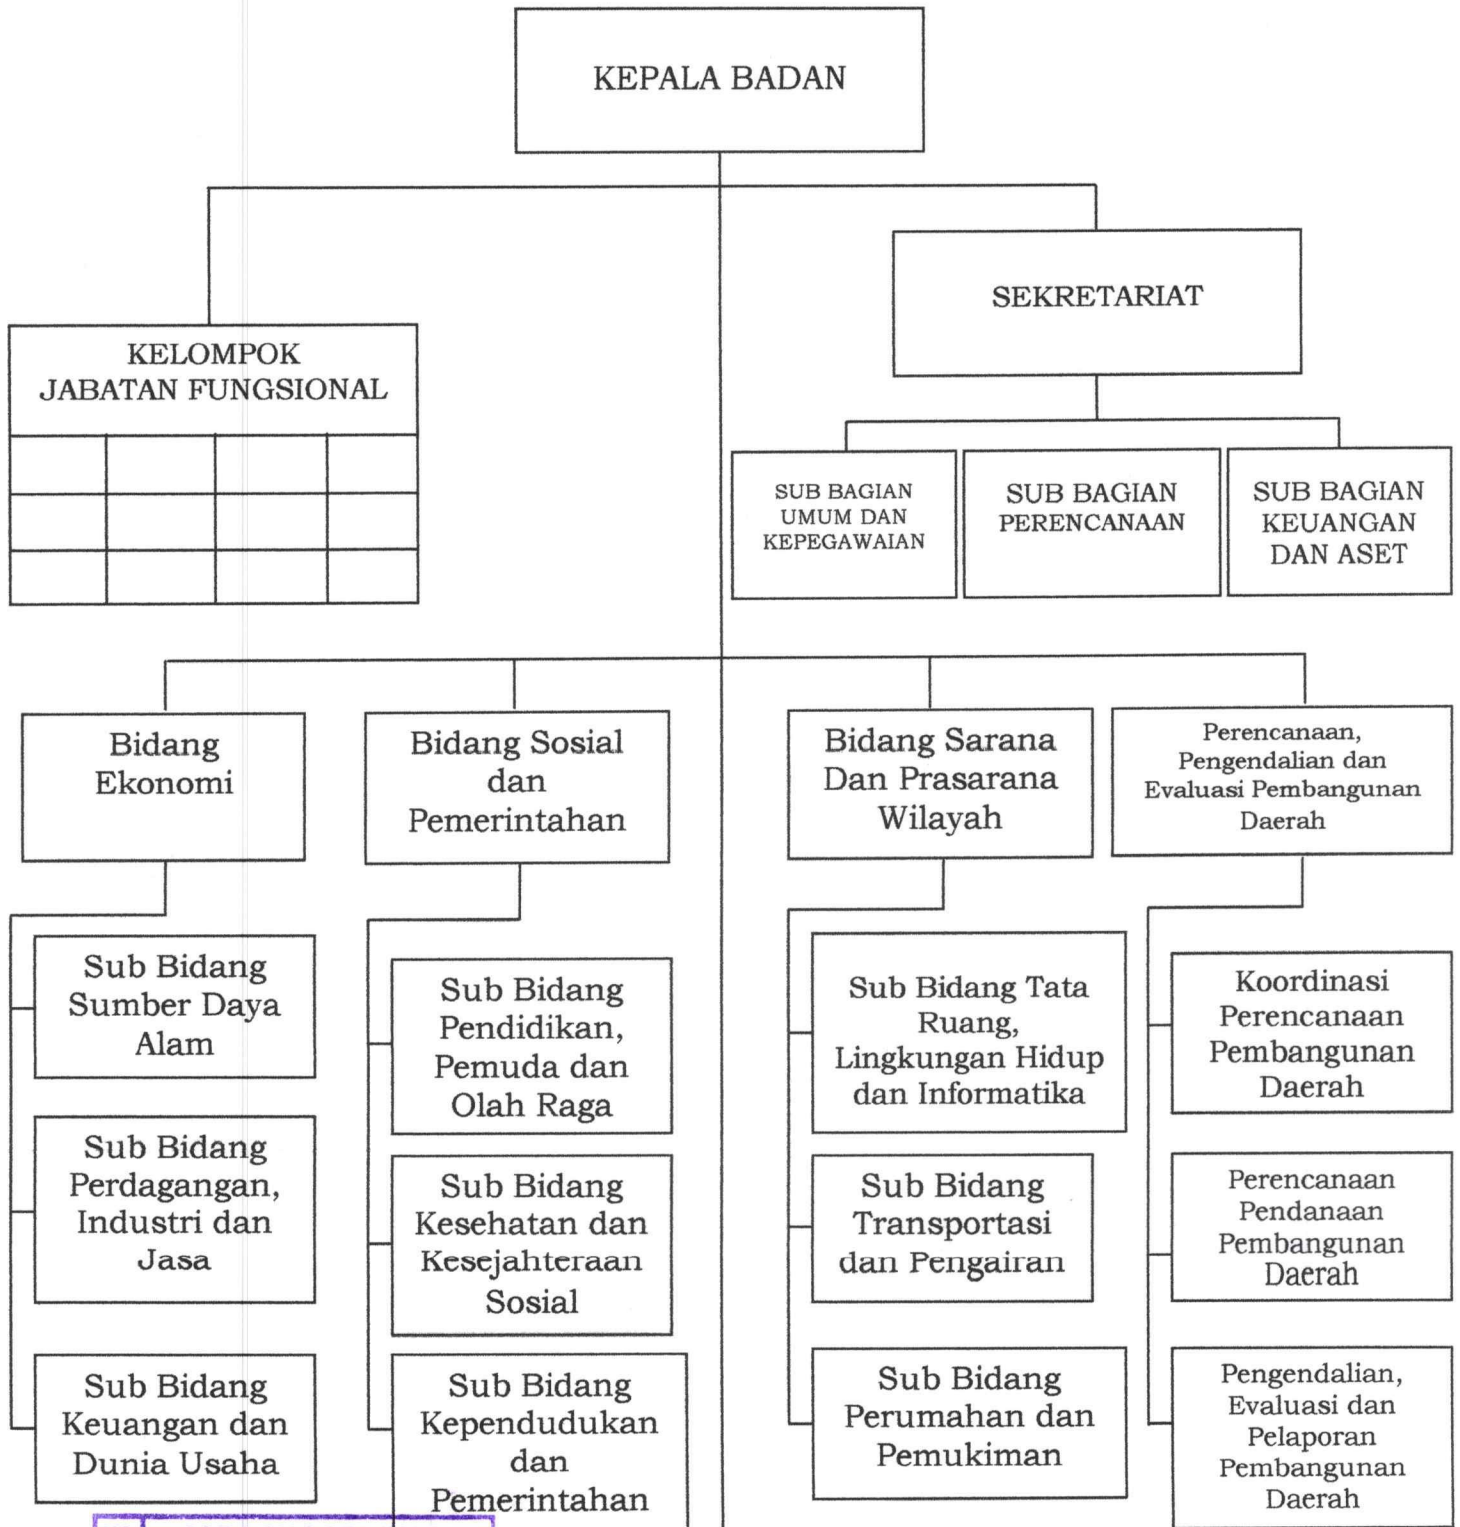 KEPALA BADAN
SEKRETARIAT
KELOMPOK
JABATAN FUNGSIONAL
SUB BAGIAN
UMUM DAN
KEPEGAWAIAN
SUB BAGIAN
PERENCANAAN
SUB BAGIAN
KEUANGAN
DAN ASET
Bidang
Ekonomi
Bidang Sosial
dan
Pemerintahan
Bidang Sarana
Dan Prasarana
Wilayah
Perencanaan,
Pengendalian dan
Evaluasi Pembangunan
Daerah
Sub Bidang
Sumber Daya
Alam
Sub Bidang
Perdagangan,
Industri dan
Jasa
Sub Bidang
Keuangan dan
Dunia Usaha
Sub Bidang
Pendidikan,
Pemuda dan
Olah Raga
Sub Bidang
Kesehatan dan
Kesejahteraan
Sosial
Sub Bidang
Kependudukan
dan
Pemerintahan
Sub Bidang Tata
Ruang,
Lingkungan Hidup
dan Informatika
Sub Bidang
Transportasi
dan Pengairan
Sub Bidang
Perumahan dan
Pemukiman
Koordinasi
Perencanaan
Pembangunan
Daerah
Perencanaan
Pendanaan
Pembangunan
Daerah
Pengendalian,
Evaluasi dan
Pelaporan
Pembangunan
Daerah